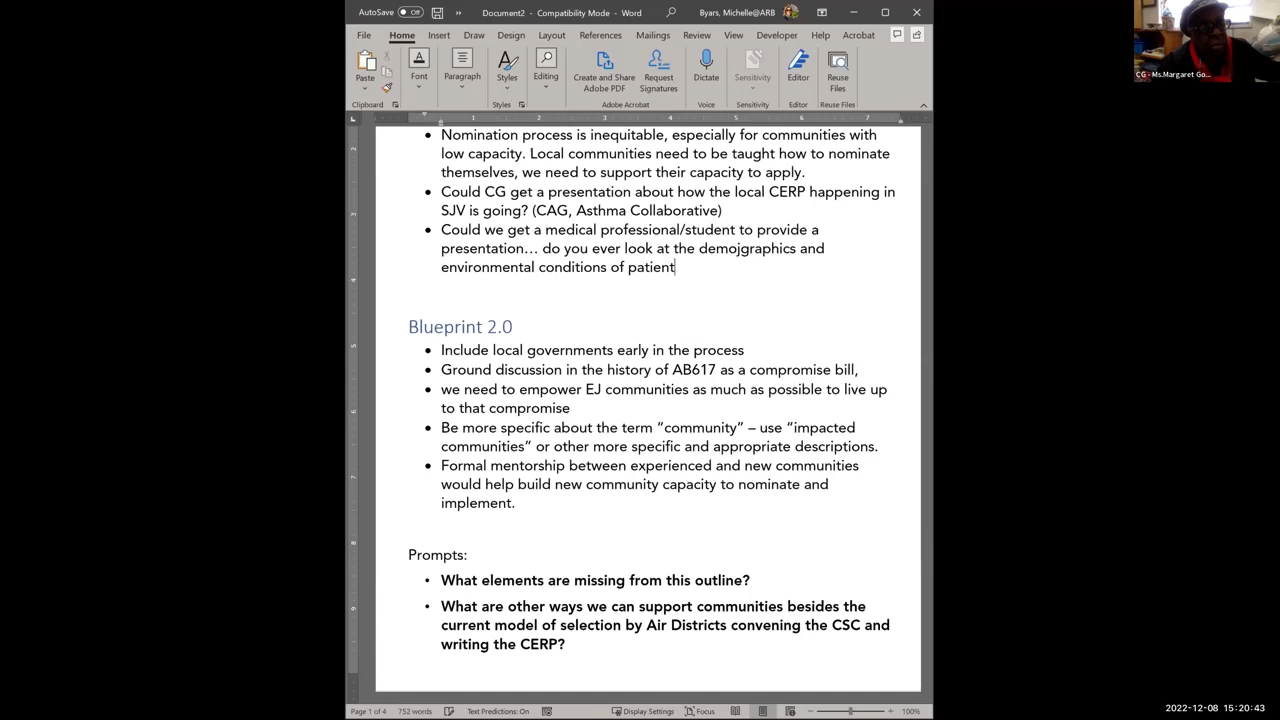 AutoSave Off Document2 - Compatibility Mode - Word Byars, Michelle@ARB
File Home Insert Draw Design Layout References Mailings Review View Developer Help Acrobat
Paste Font Paragraph Styles Editing Create and Share Adobe PDF Request Signatures Dictate Sensitivity Editor Reuse Files
Clipboard Styles Adobe Acrobat Voice Sensitivity Editor Reuse Files
CG - Ms.Margaret Go...
1 2 3 4 5 6 7
• Nomination process is inequitable, especially for communities with
low capacity. Local communities need to be taught how to nominate
themselves, we need to support their capacity to apply.
• Could CG get a presentation about how the local CERP happening in
SJV is going? (CAG, Asthma Collaborative)
• Could we get a medical professional/student to provide a
presentation… do you ever look at the demojgraphics and
environmental conditions of patient
Blueprint 2.0
• Include local governments early in the process
• Ground discussion in the history of AB617 as a compromise bill,
• we need to empower EJ communities as much as possible to live up
to that compromise
• Be more specific about the term “community” – use “impacted
communities” or other more specific and appropriate descriptions.
• Formal mentorship between experienced and new communities
would help build new community capacity to nominate and
implement.
Prompts:
• What elements are missing from this outline?
• What are other ways we can support communities besides the
current model of selection by Air Districts convening the CSC and
writing the CERP?
Page 1 of 4 752 words Text Predictions: On Display Settings Focus 100%
2022-12-08 15:20:43